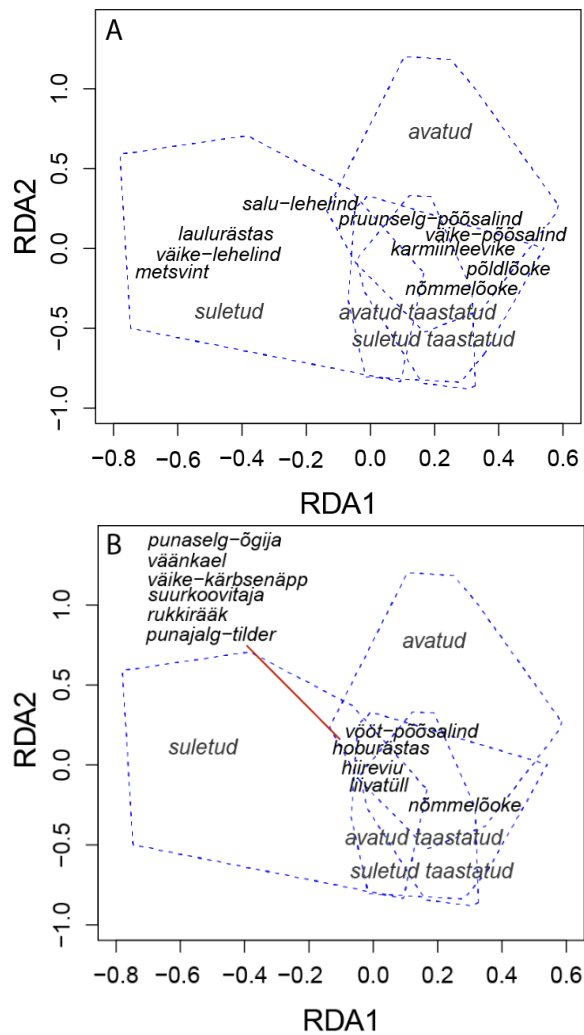 A
avatud
salu−lehelind
pruunselg−põõsalind
laulurästas
väike−põõsalind
väike−lehelind
karmiinleevike
metsvint
põldlõoke
nõmmelõoke
suletud
avatud taastatud
suletud taastatud
RDA2
1.0
0.5
0.0
−0.5
−1.0
−0.8 −0.6 −0.4 −0.2 0.0 0.2 0.4 0.6
RDA1
B
punaselg−õgija
väänkael
väike−kärbsenäpp
suurkoovitaja
rukkirääk
punajalg−tilder
avatud
suletud
vööt−põõsalind
hoburästas
hiireviu
liivatüll
nõmmelõoke
avatud taastatud
suletud taastatud
RDA2
1.0
0.5
0.0
−0.5
−1.0
−0.8 −0.6 −0.4 −0.2 0.0 0.2 0.4 0.6
RDA1